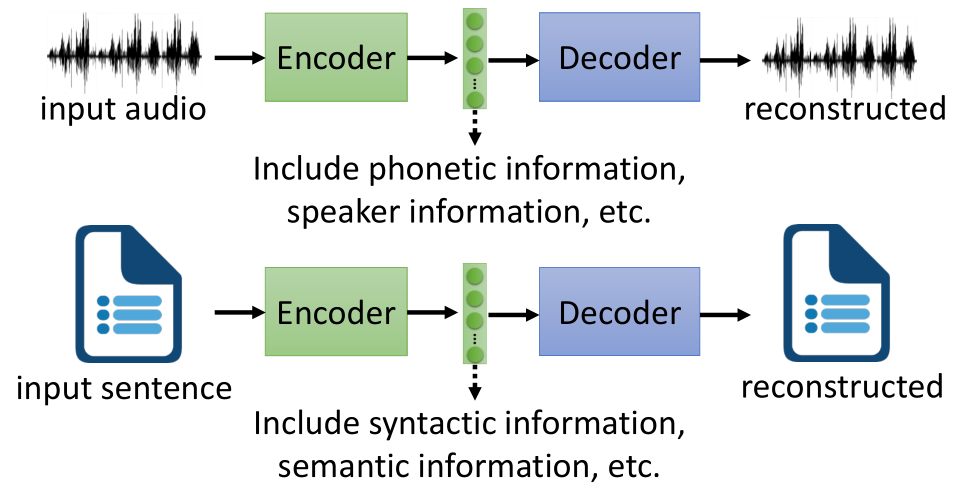 Encoder
Decoder
input audio
reconstructed
Include phonetic information,
speaker information, etc.
Encoder
Decoder
input sentence
reconstructed
Include syntactic information,
semantic information, etc.